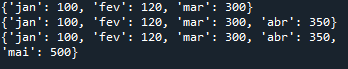 {'jan': 100, 'fev': 120, 'mar': 300}
{'jan': 100, 'fev': 120, 'mar': 300, 'abr': 350}
{'jan': 100, 'fev': 120, 'mar': 300, 'abr': 350,
'mai': 500}